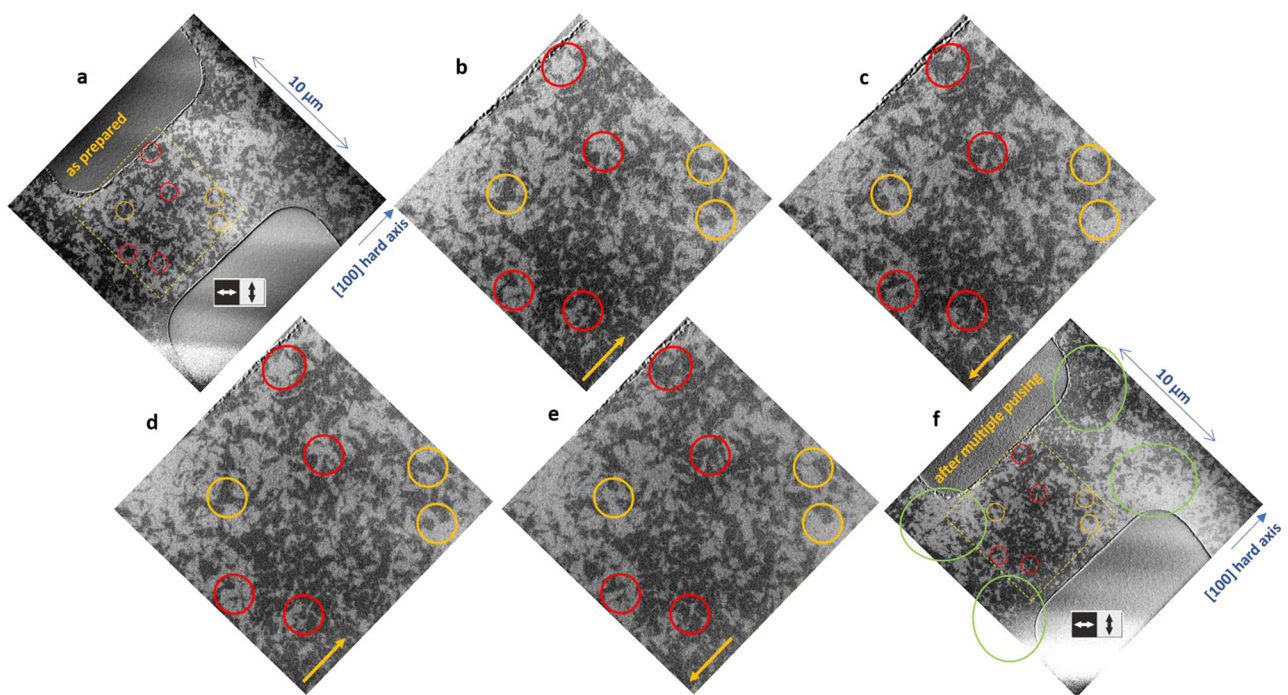 a
as prepared
10 µm
[100] hard axis
b
c
d
e
f
after multiple pulsing
10 µm
[100] hard axis